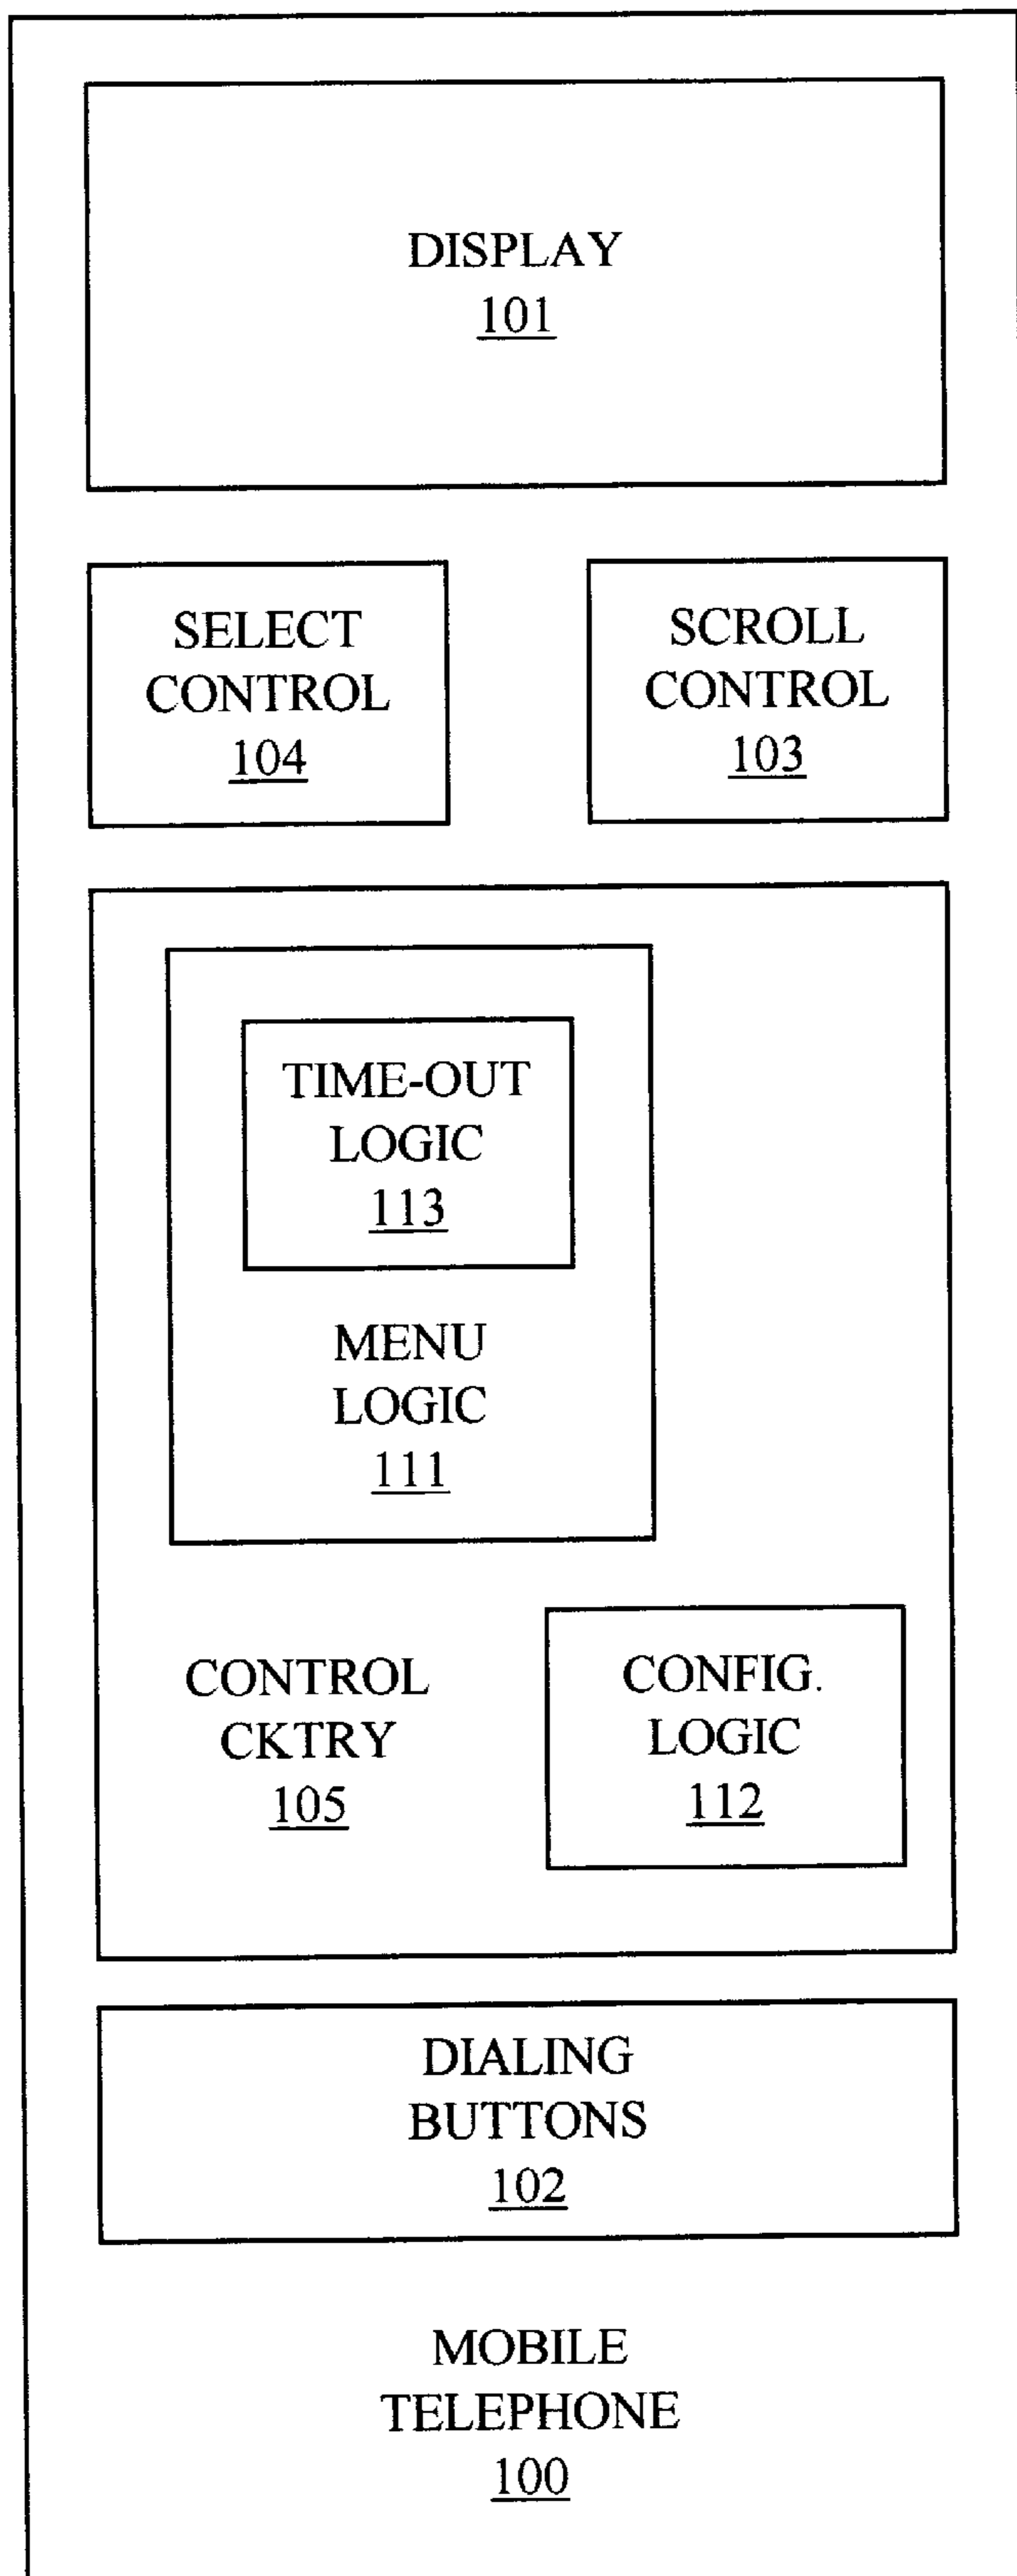 DISPLAY
101
SELECT
CONTROL
104
SCROLL
CONTROL
103
TIME-OUT
LOGIC
113
MENU
LOGIC
111
CONTROL
CKTRY
105
CONFIG.
LOGIC
112
DIALING
BUTTONS
102
MOBILE
TELEPHONE
100